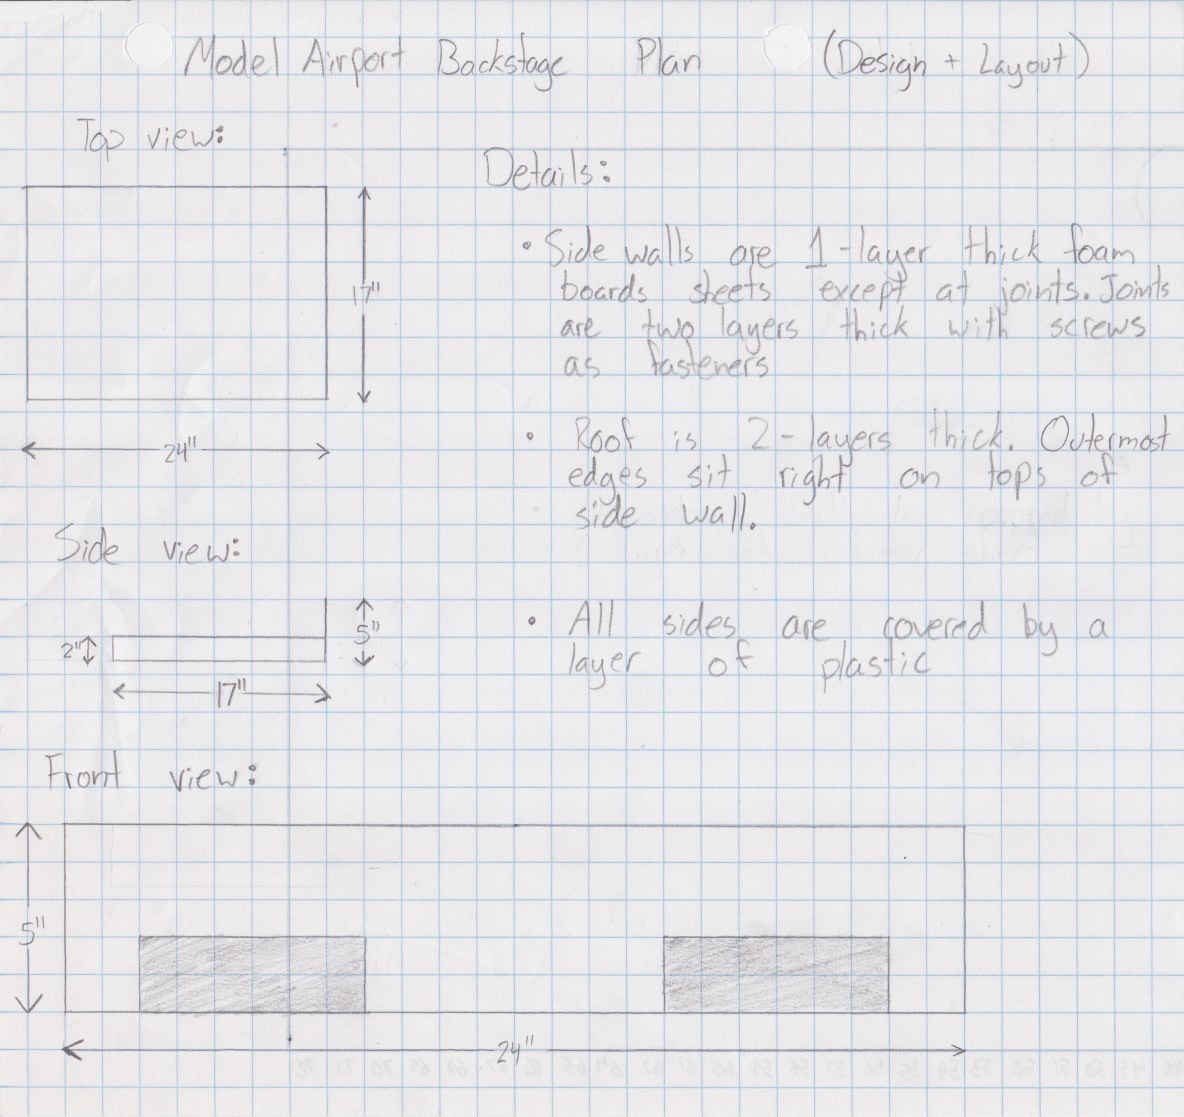 Model Airport Backstage Plan (Design + Layout)
Top view:
17"
24"
Details:
• Side walls are 1-layer thick foam
boards sheets except at joints. Joints
are two layers thick with screws
as fasteners
• Roof is 2-layers thick. Outermost
edges sit right on tops of
side wall.
• All sides are covered by a
layer of plastic
Side view:
2"
5"
17"
Front view:
5"
24"